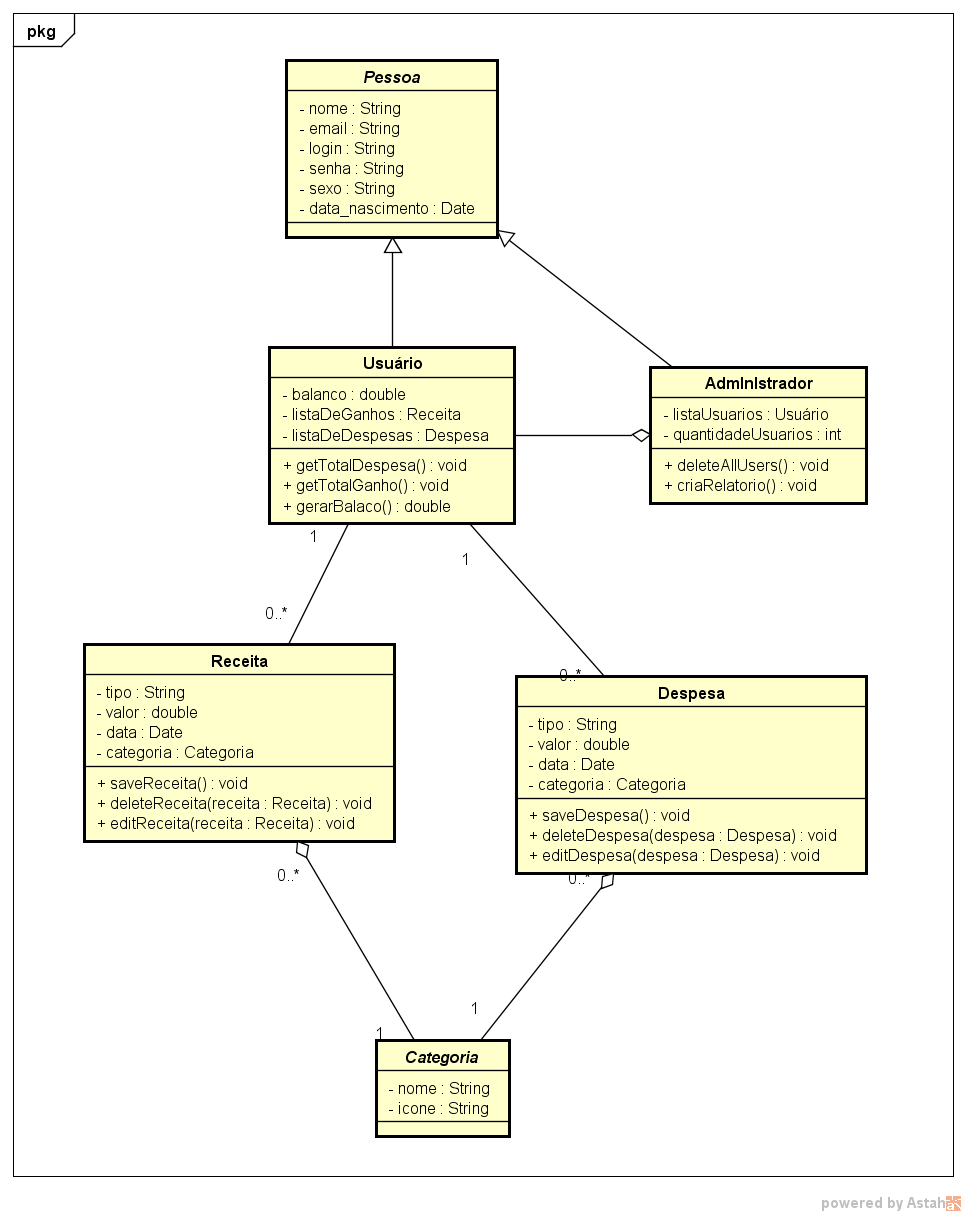 pkg
Pessoa
- nome : String
- email : String
- login : String
- senha : String
- sexo : String
- data_nascimento : Date
Usuário
- balanco : double
- listaDeGanhos : Receita
- listaDeDespesas : Despesa
+ getTotalDespesa() : void
+ getTotalGanho() : void
+ gerarBalaco() : double
Administrador
- listaUsuarios : Usuário
- quantidadeUsuarios : int
+ deleteAllUsers() : void
+ criaRelatorio() : void
1
1
0..*
0..*
Receita
- tipo : String
- valor : double
- data : Date
- categoria : Categoria
+ saveReceita() : void
+ deleteReceita(receita : Receita) : void
+ editReceita(receita : Receita) : void
Despesa
- tipo : String
- valor : double
- data : Date
- categoria : Categoria
+ saveDespesa() : void
+ deleteDespesa(despesa : Despesa) : void
+ editDespesa(despesa : Despesa) : void
0..*
0..*
1
1
Categoria
- nome : String
- icone : String
powered by Astah